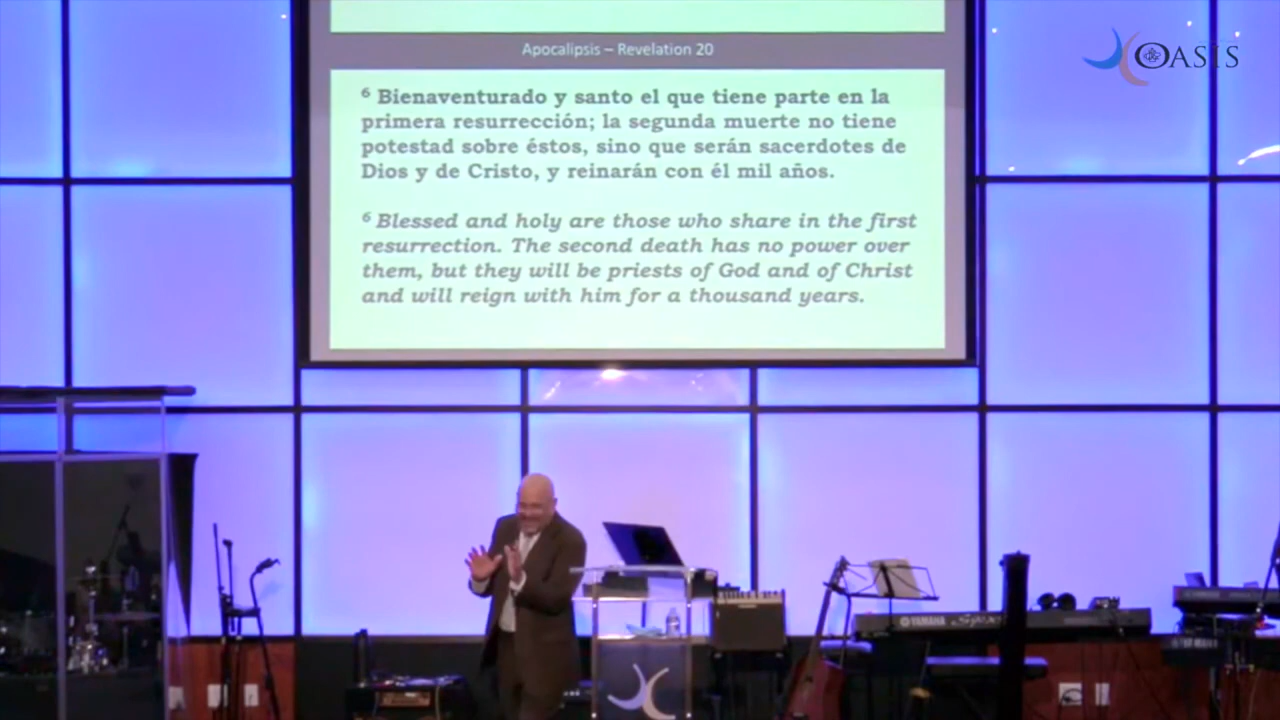 Apocalipsis – Revelation 20
OASIS
⁶ Bienaventurado y santo el que tiene parte en la
primera resurrección; la segunda muerte no tiene
potestad sobre éstos, sino que serán sacerdotes de
Dios y de Cristo, y reinarán con él mil años.
⁶ Blessed and holy are those who share in the first
resurrection. The second death has no power over
them, but they will be priests of God and of Christ
and will reign with him for a thousand years.
YAMAHA